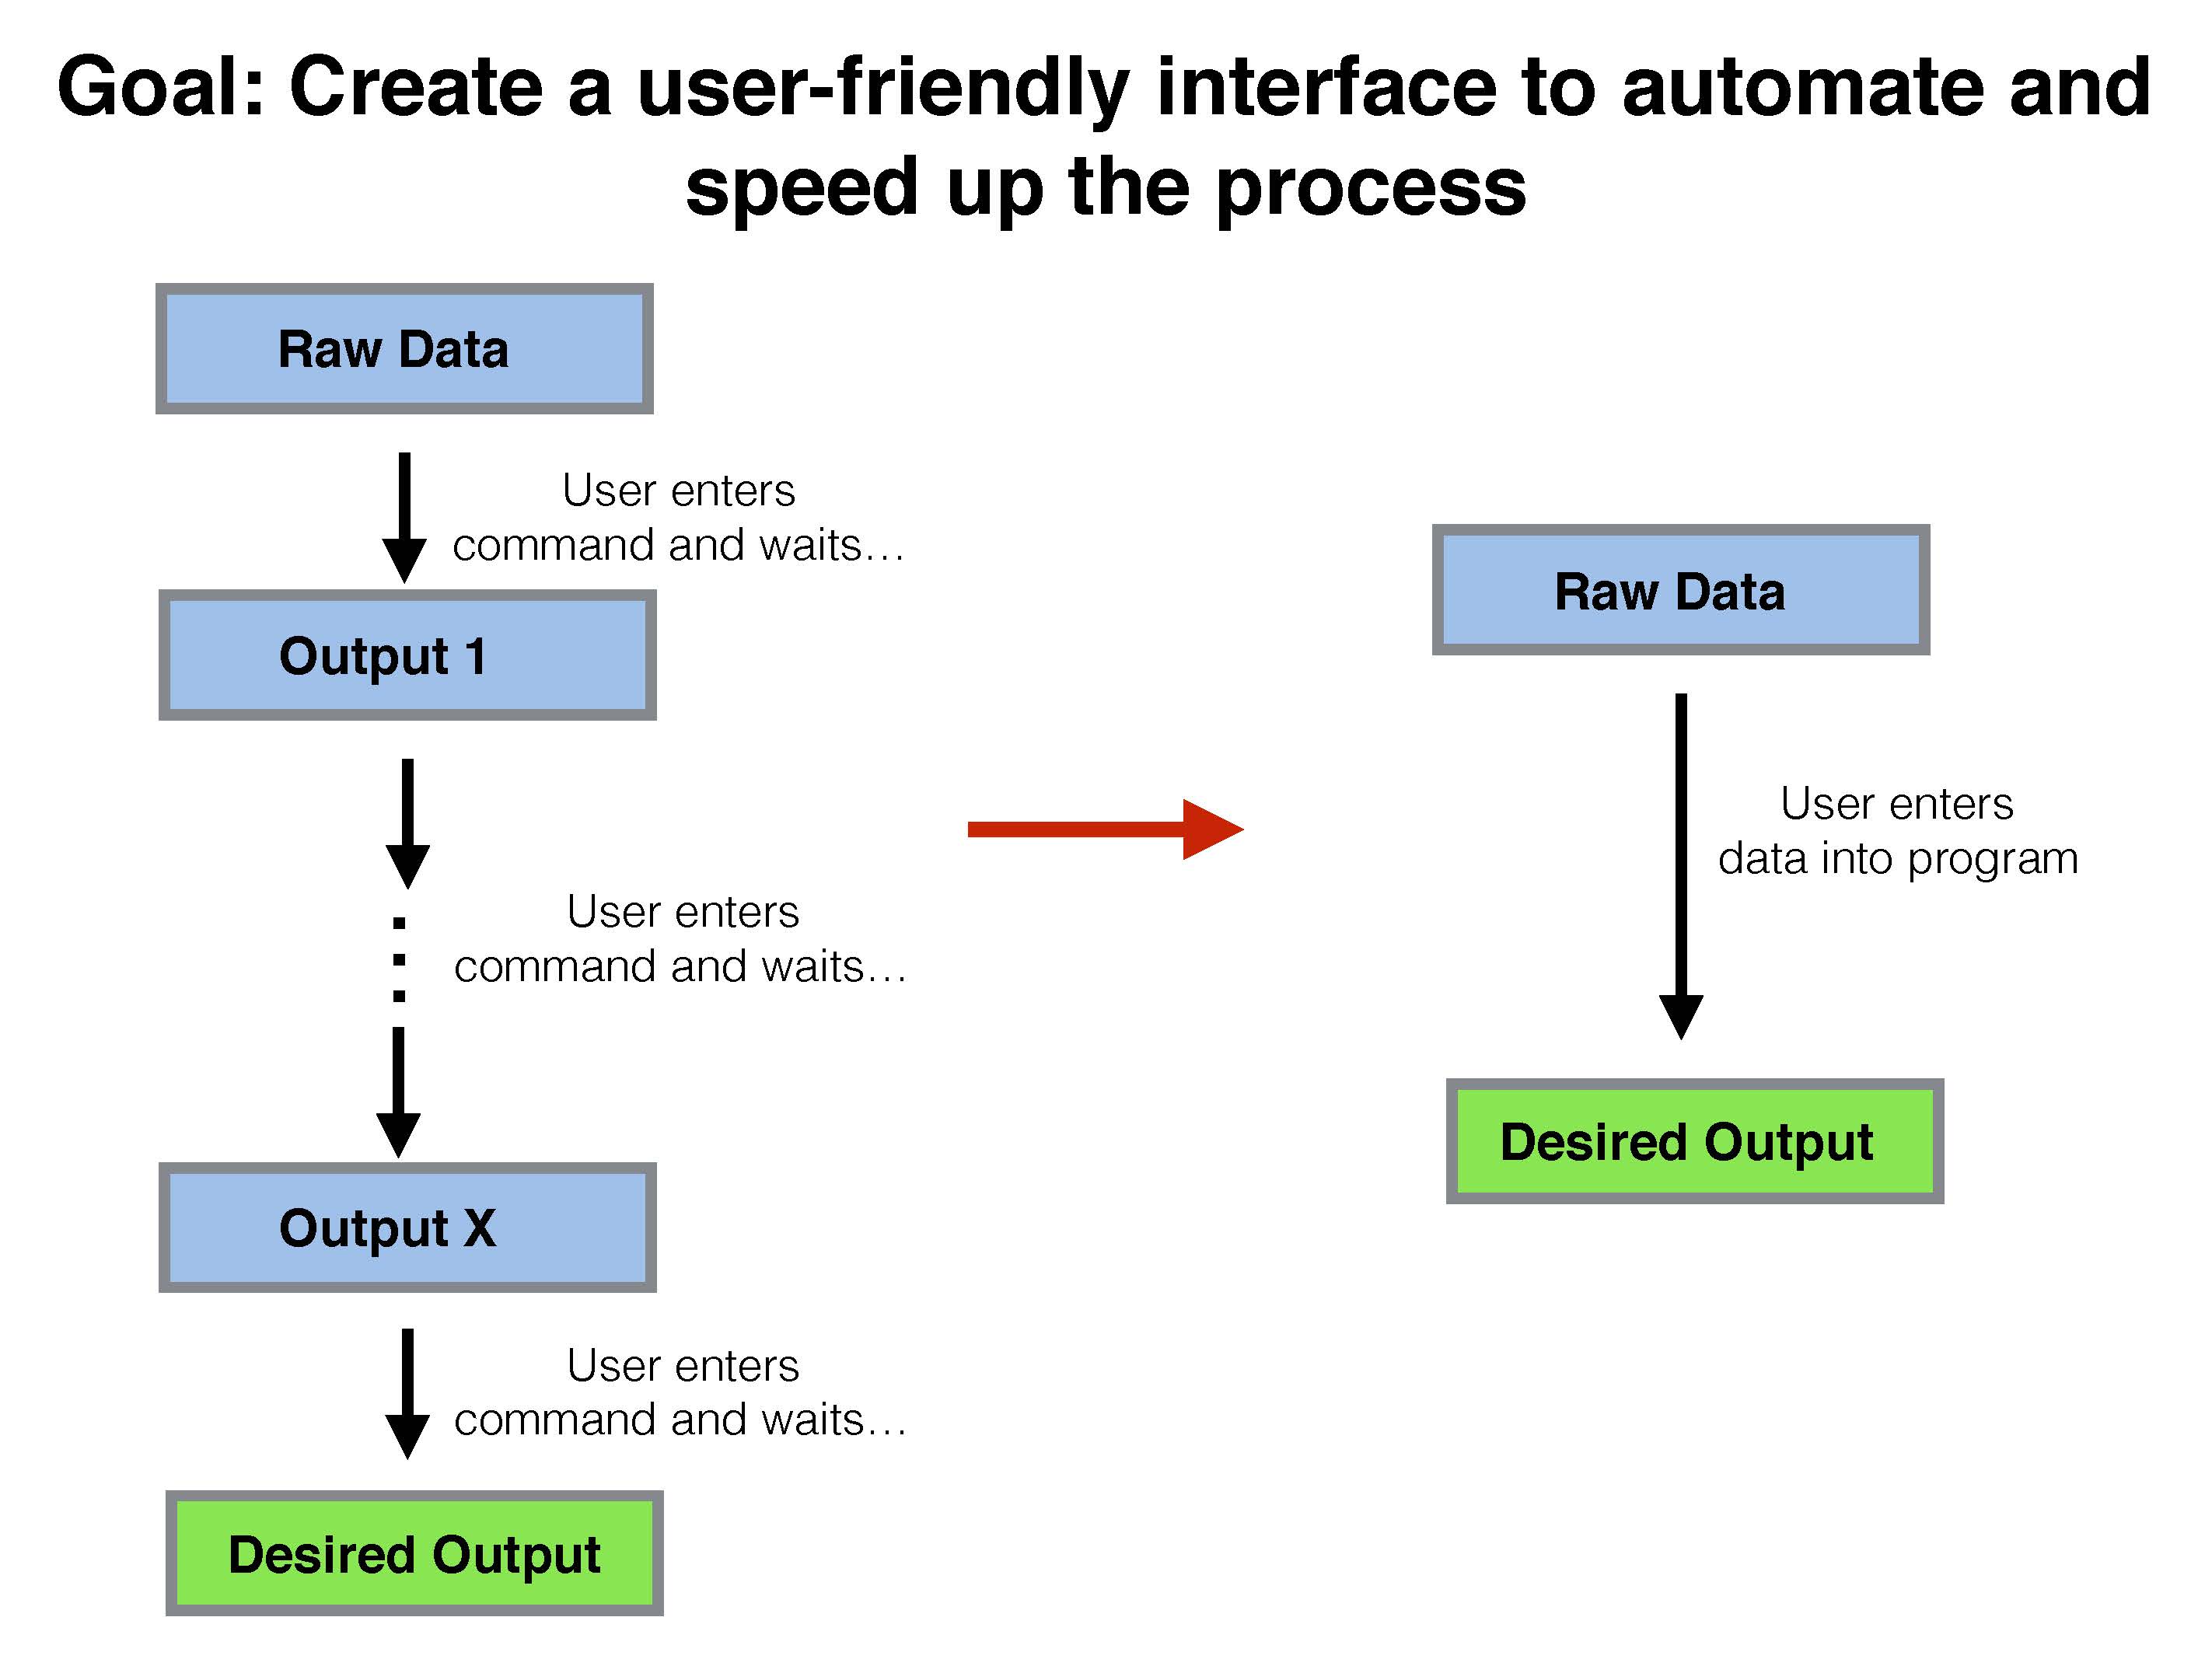 Goal: Create a user-friendly interface to automate and
speed up the process
Raw Data
User enters
command and waits…
Output 1
User enters
command and waits…
Output X
User enters
command and waits…
Desired Output
Raw Data
User enters
data into program
Desired Output